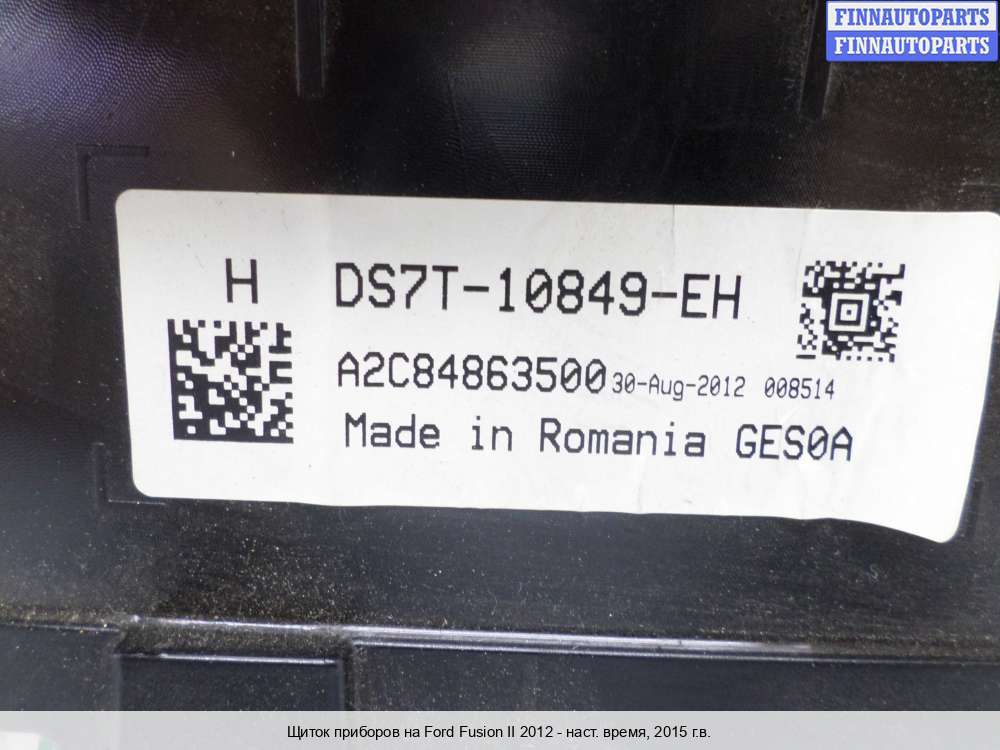 FINNAUTOPARTS
FINNAUTOPARTS
H DS7T-10849-EH
A2C84863500 30-Aug-2012 008514
Made in Romania GES0A
Щиток приборов на Ford Fusion II 2012 - наст. время, 2015 г.в.